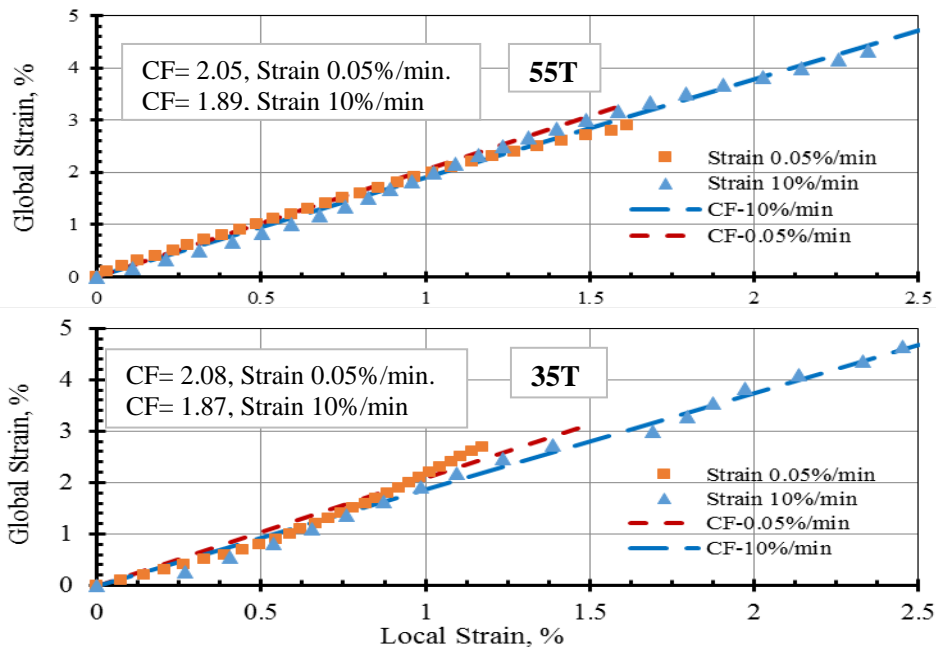 5
4
3
2
1
0
Global Strain, %
CF= 2.05, Strain 0.05%/min.
CF= 1.89. Strain 10%/min
55T
Strain 0.05%/min
Strain 10%/min
CF-10%/min
CF-0.05%/min
0 0.5 1 1.5 2 2.5
5
4
3
2
1
0
Global Strain, %
CF= 2.08, Strain 0.05%/min.
CF= 1.87, Strain 10%/min
35T
Strain 0.05%/min
Strain 10%/min
CF-0.05%/min
CF-10%/min
0 0.5 1 1.5 2 2.5
Local Strain, %